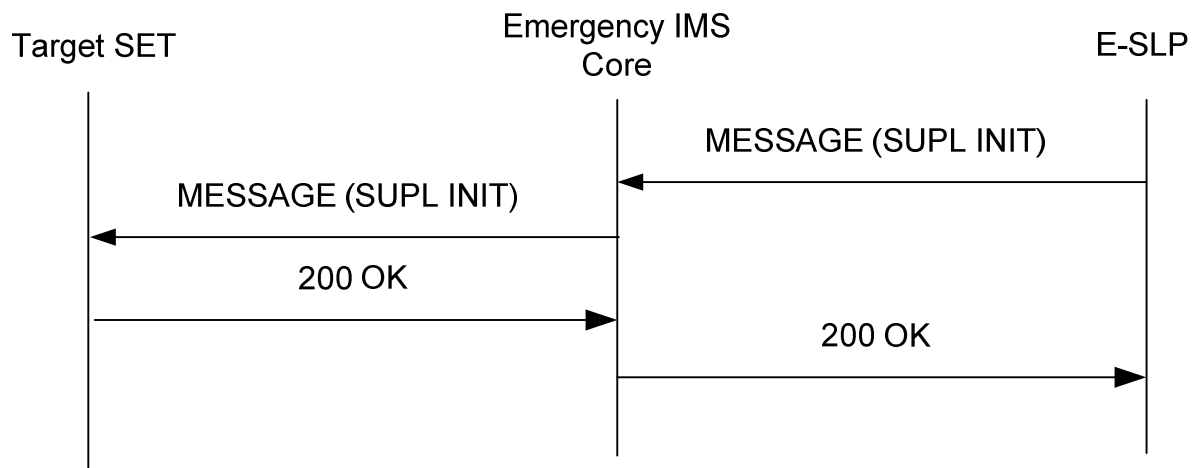 Target SET
Emergency IMS
Core
E-SLP
MESSAGE (SUPL INIT)
MESSAGE (SUPL INIT)
200 OK
200 OK